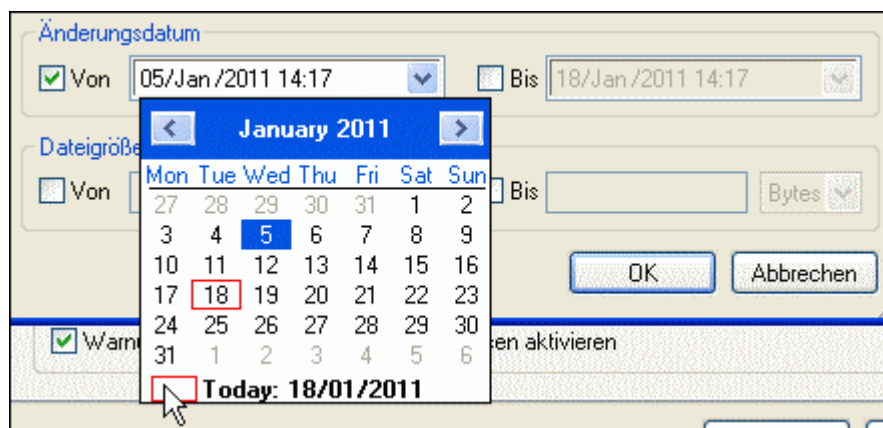 Änderungsdatum
Von 05/Jan /2011 14:17 Bis 18/Jan /2011 14:17
January 2011
Dateigröße
Mon Tue Wed Thu Fri Sat Sun
Von Bis Bytes
27 28 29 30 31 1 2
3 4 5 6 7 8 9
10 11 12 13 14 15 16
OK Abbrechen
17 18 19 20 21 22 23
24 25 26 27 28 29 30
aktivieren
31 1 2 3 4 5 6
Today: 18/01/2011